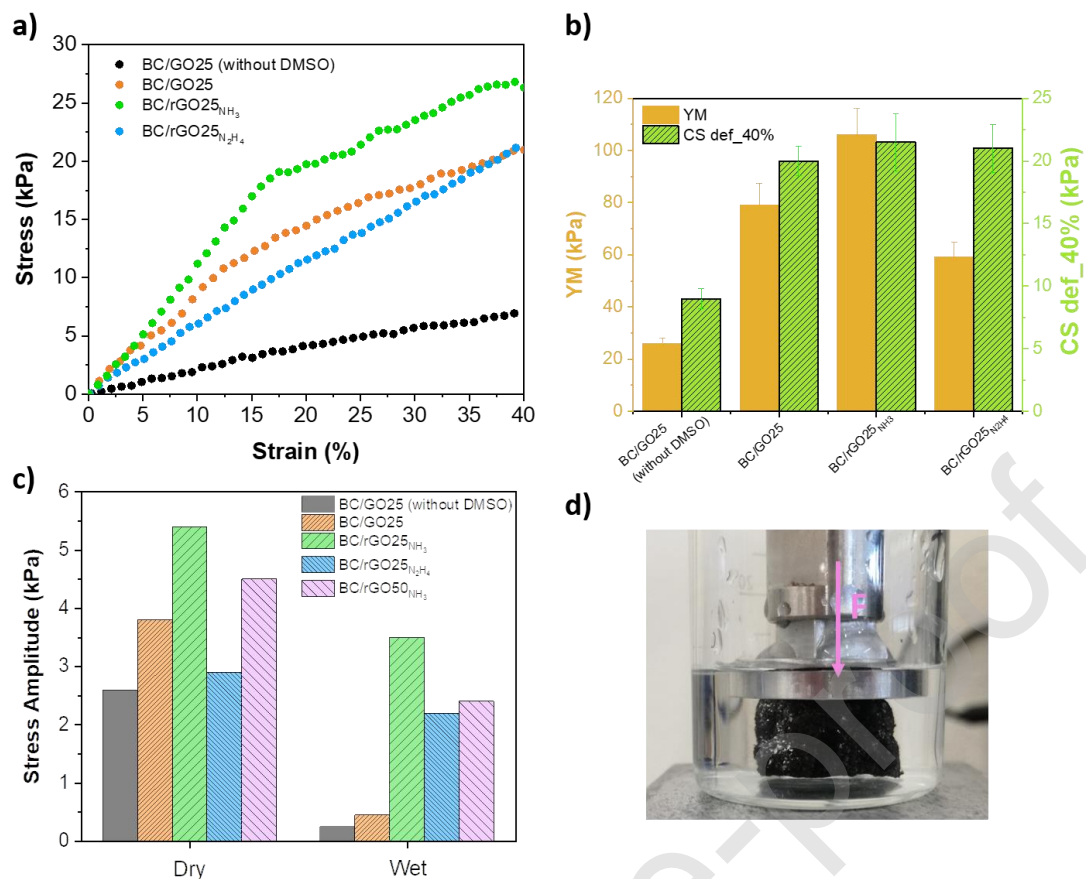 a)
30
25
20
15
10
5
0
Stress (kPa)
BC/GO25 (without DMSO)
BC/GO25
BC/rGO25NH3
BC/rGO25N2H4
0 5 10 15 20 25 30 35 40
Strain (%)
b)
120
100
80
60
40
20
0
YM (kPa)
YM
CS def_40%
25
20
15
10
5
0
CS def_40% (kPa)
BC/GO25
(without DMSO)
BC/GO25
BC/rGO25NH3
BC/rGO25N2H4
c)
6
5
4
3
2
1
0
Stress Amplitude (kPa)
BC/GO25 (without DMSO)
BC/GO25
BC/rGO25NH3
BC/rGO25N2H4
BC/rGO50NH3
Dry Wet
d)
F
e-proof